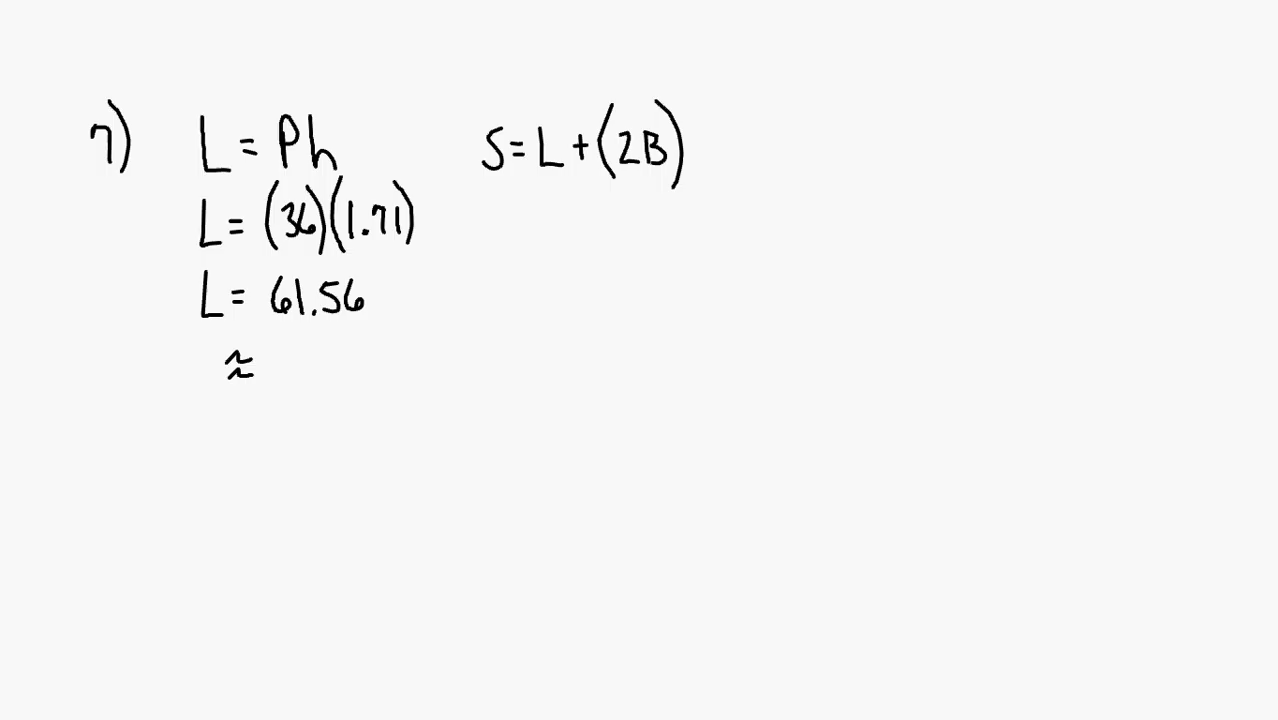 7) L = Ph
L = (36)(1.71)
L = 61.56
≈
S = L + (2B)